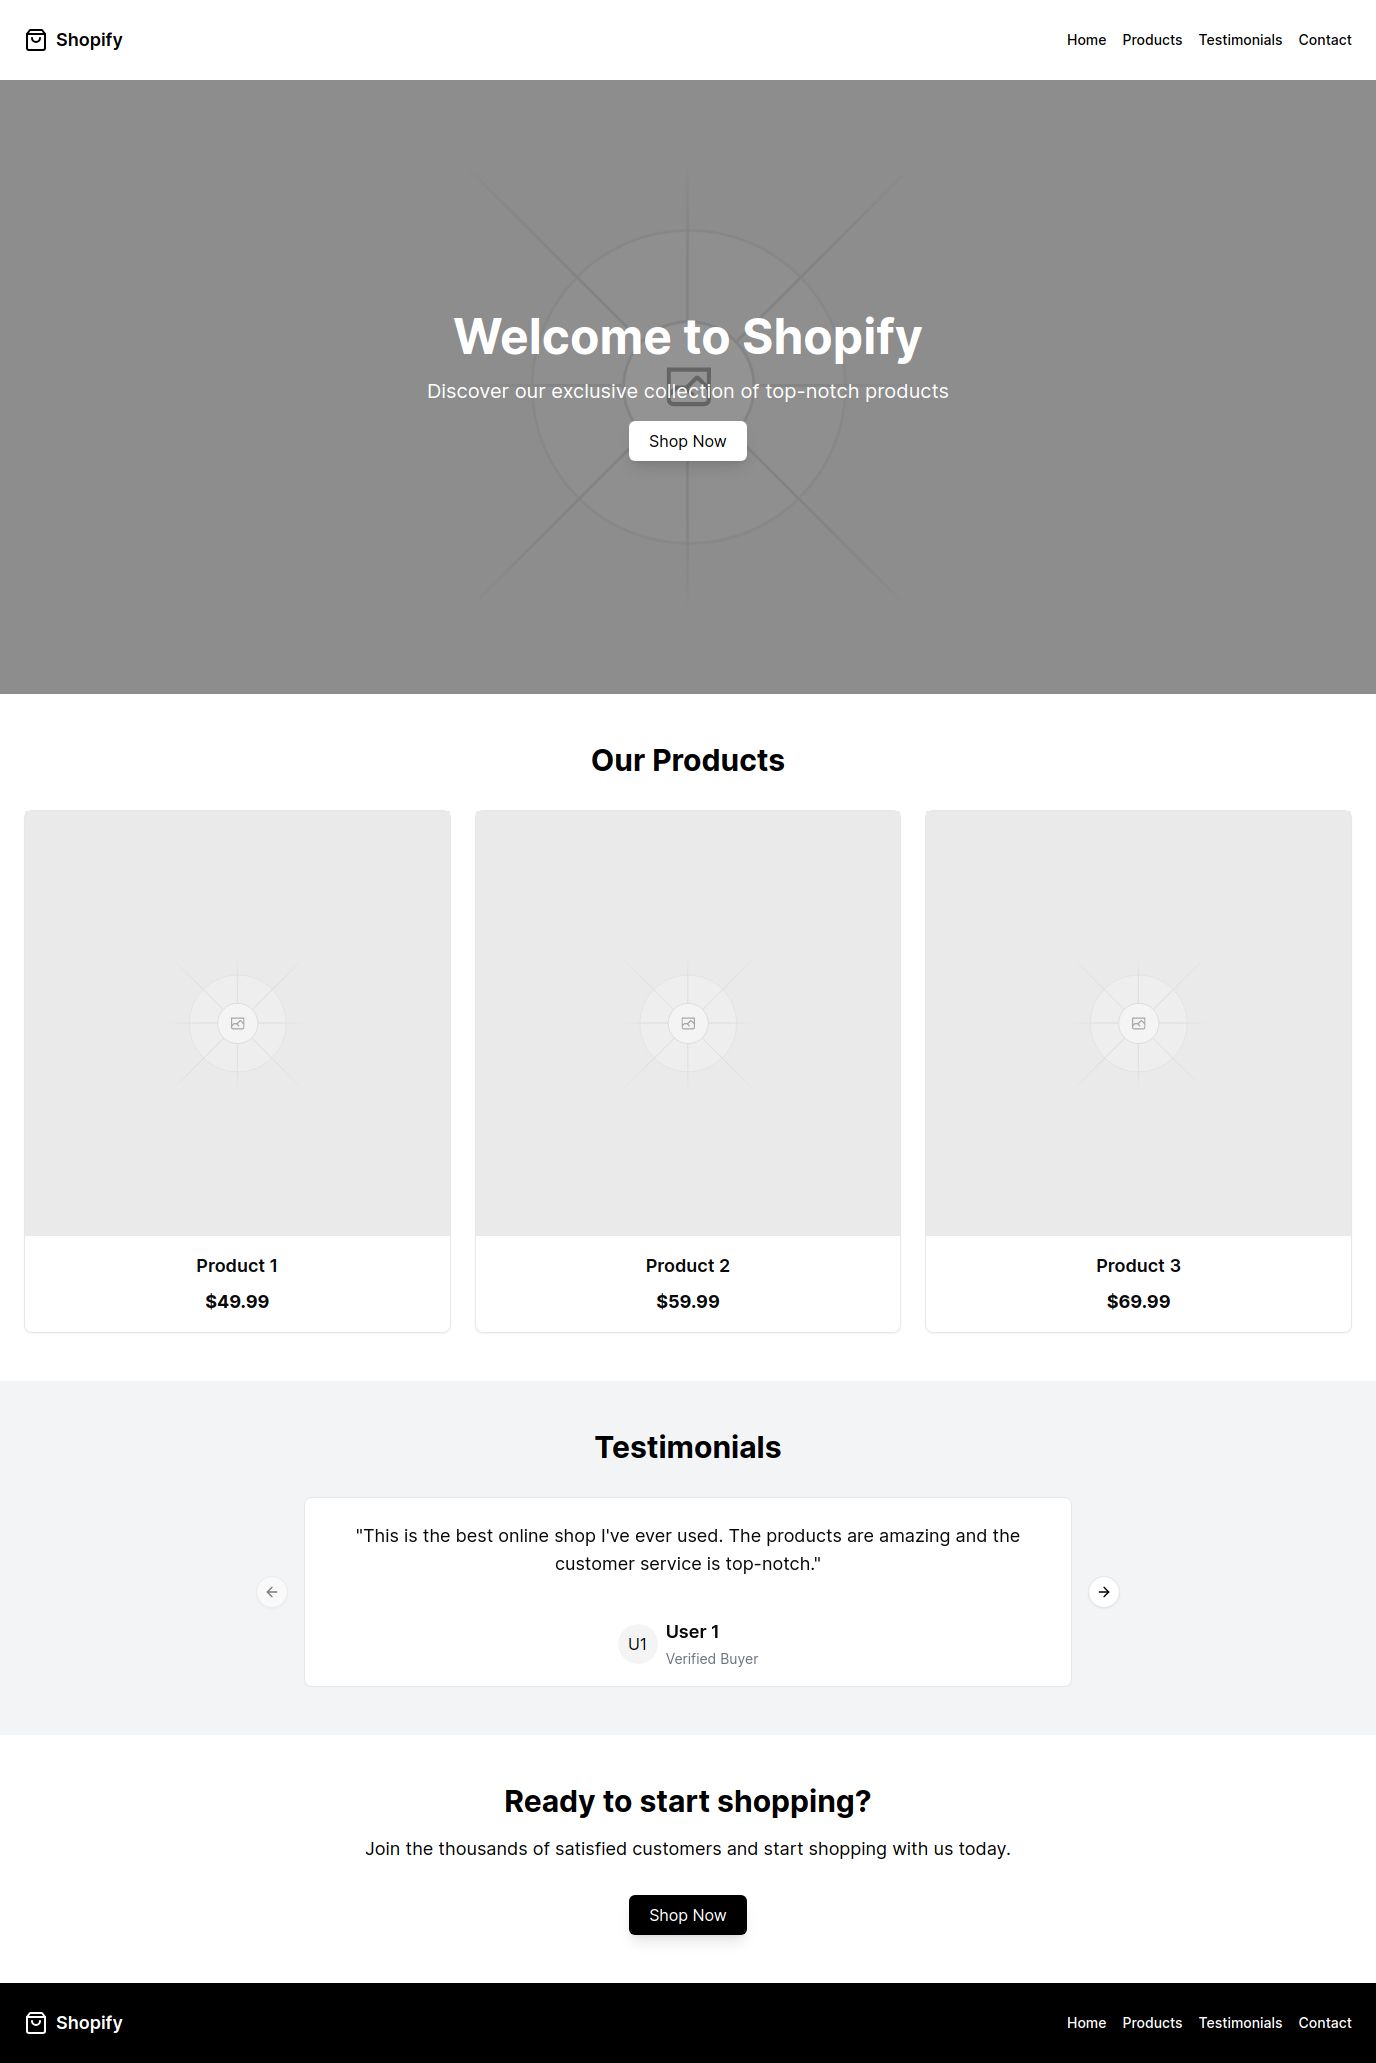 Shopify
Home Products Testimonials Contact
Welcome to Shopify
Discover our exclusive collection of top-notch products
Shop Now
Our Products
Product 1
$49.99
Product 2
$59.99
Product 3
$69.99
Testimonials
"This is the best online shop I've ever used. The products are amazing and the
customer service is top-notch."
U1
User 1
Verified Buyer
Ready to start shopping?
Join the thousands of satisfied customers and start shopping with us today.
Shop Now
Shopify
Home Products Testimonials Contact